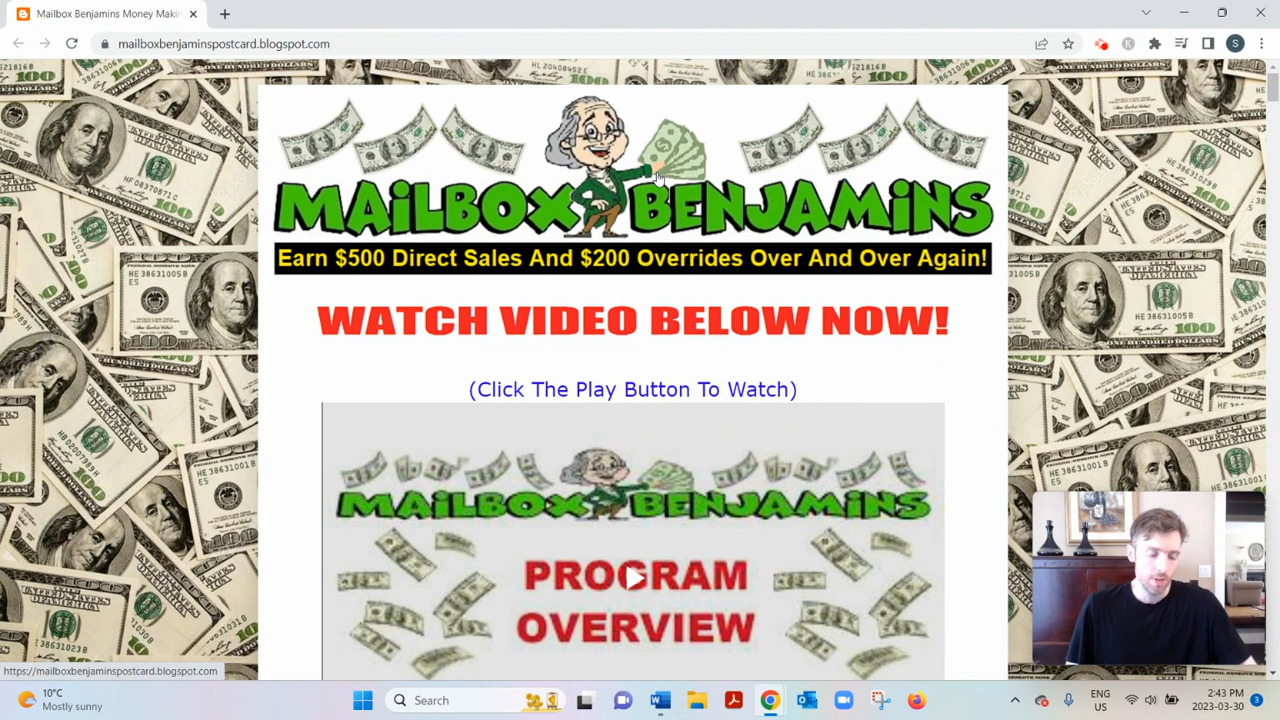 Mailbox Benjamins Money Makin
mailboxbenjaminspostcard.blogspot.com
S
MAiLBOX BENJAMiNS
Earn $500 Direct Sales And $200 Overrides Over And Over Again!
WATCH VIDEO BELOW NOW!
(Click The Play Button To Watch)
MAiLBOX BENJAMiNS
PROGRAM
OVERVIEW
https://mailboxbenjaminspostcard.blogspot.com
10°C
Mostly sunny
Search
ENG
US
2:43 PM
2023-03-30
3